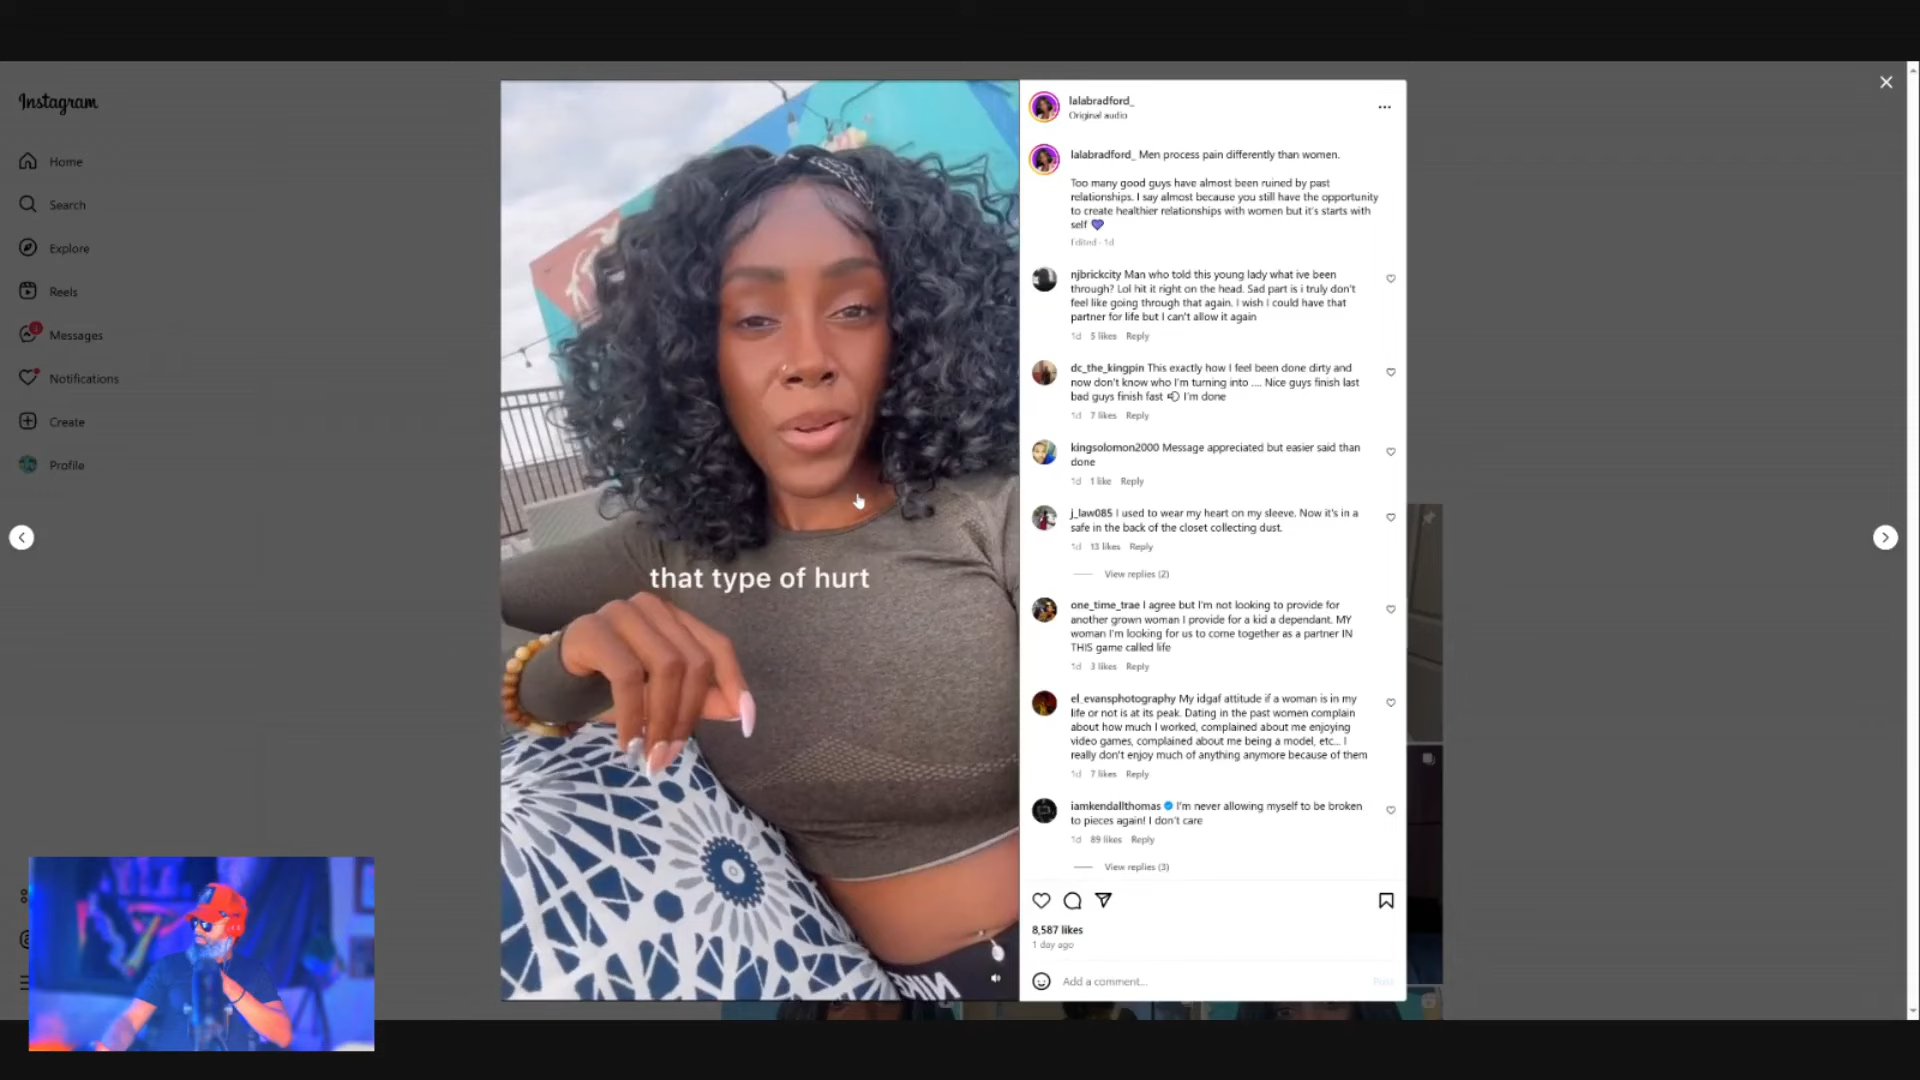 Instagram
Home
Search
Explore
Reels
Messages
Notifications
Create
Profile
that type of hurt
lalabradford_
Original audio
lalabradford_ Men process pain differently than women.
Too many good guys have almost been ruined by past
relationships. I say almost because you still have the opportunity
to create healthier relationships with women but it's starts with
self 💜
Edited · 1d
njbrickcity Man who told this young lady what ive been
through? Lol hit it right on the head. Sad part is i truly don't
feel like going through that again. I wish I could have that
partner for life but I can't allow it again
1d 5 likes Reply
dc_the_kingpin This exactly how I feel been done dirty and
now don't know who I'm turning into .... Nice guys finish last
bad guys finish fast 💨 I'm done
1d 7 likes Reply
kingsolomon2000 Message appreciated but easier said than
done
1d 1 like Reply
j_law085 I used to wear my heart on my sleeve. Now it's in a
safe in the back of the closet collecting dust.
1d 13 likes Reply
View replies (2)
one_time_trae I agree but I'm not looking to provide for
another grown woman I provide for a kid a dependant. MY
woman I'm looking for us to come together as a partner IN
THIS game called life
1d 3 likes Reply
el_evansphotography My idgaf attitude if a woman is in my
life or not is at its peak. Dating in the past women complain
about how much I worked, complained about me enjoying
video games, complained about me being a model, etc... I
really don't enjoy much of anything anymore because of them
1d 7 likes Reply
iamkendallthomas I'm never allowing myself to be broken
to pieces again! I don't care
1d 89 likes Reply
View replies (3)
8,587 likes
1 day ago
Add a comment...
Post